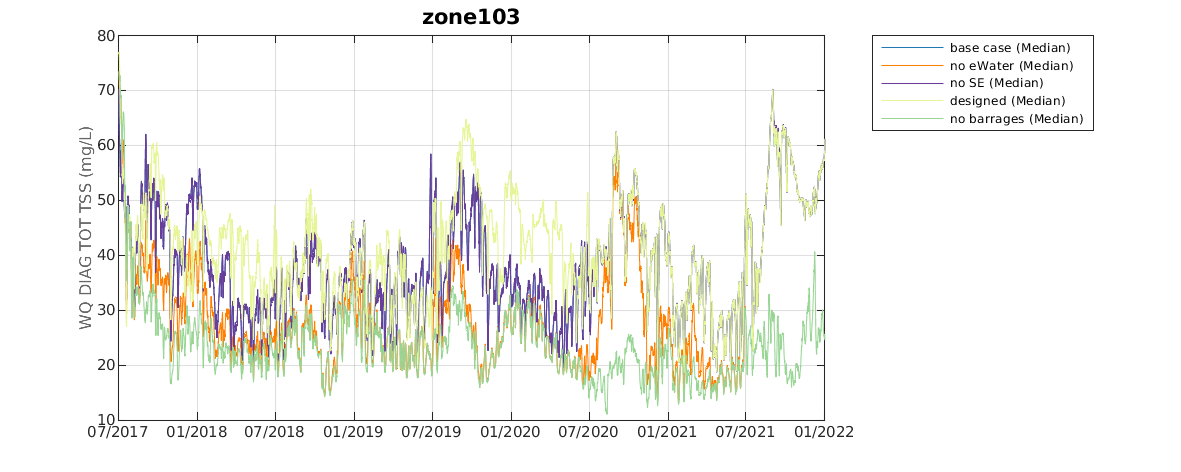 zone103
WQ DIAG TOT TSS (mg/L)
80
70
60
50
40
30
20
10
07/2017 01/2018 07/2018 01/2019 07/2019 01/2020 07/2020 01/2021 07/2021 01/2022
base case (Median)
no eWater (Median)
no SE (Median)
designed (Median)
no barrages (Median)